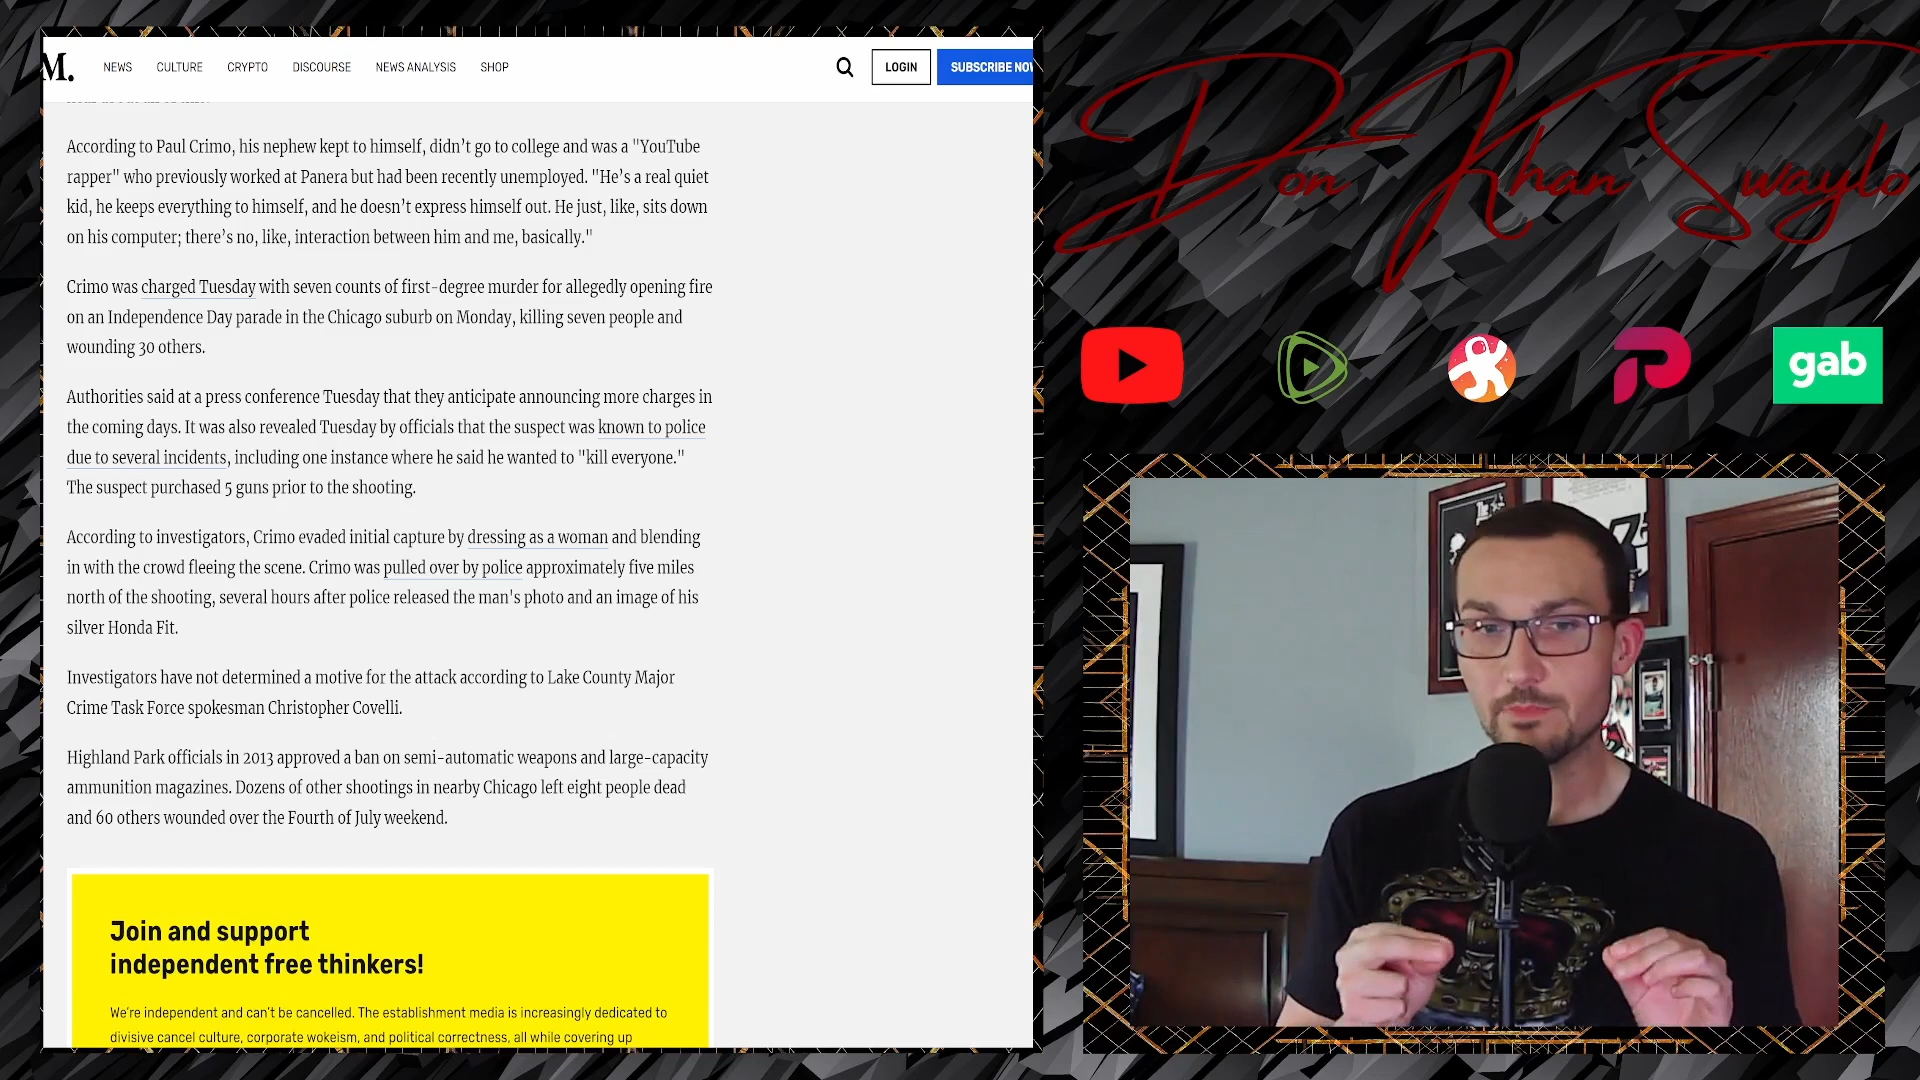 M.
NEWS
CULTURE
CRYPTO
DISCOURSE
NEWS ANALYSIS
SHOP
LOGIN
SUBSCRIBE NOW
According to Paul Crimo, his nephew kept to himself, didn’t go to college and was a "YouTube
rapper" who previously worked at Panera but had been recently unemployed. "He’s a real quiet
kid, he keeps everything to himself, and he doesn’t express himself out. He just, like, sits down
on his computer; there’s no, like, interaction between him and me, basically."
Crimo was charged Tuesday with seven counts of first-degree murder for allegedly opening fire
on an Independence Day parade in the Chicago suburb on Monday, killing seven people and
wounding 30 others.
Authorities said at a press conference Tuesday that they anticipate announcing more charges in
the coming days. It was also revealed Tuesday by officials that the suspect was known to police
due to several incidents, including one instance where he said he wanted to "kill everyone."
The suspect purchased 5 guns prior to the shooting.
According to investigators, Crimo evaded initial capture by dressing as a woman and blending
in with the crowd fleeing the scene. Crimo was pulled over by police approximately five miles
north of the shooting, several hours after police released the man's photo and an image of his
silver Honda Fit.
Investigators have not determined a motive for the attack according to Lake County Major
Crime Task Force spokesman Christopher Covelli.
Highland Park officials in 2013 approved a ban on semi-automatic weapons and large-capacity
ammunition magazines. Dozens of other shootings in nearby Chicago left eight people dead
and 60 others wounded over the Fourth of July weekend.
Join and support
independent free thinkers!
We’re independent and can’t be cancelled. The establishment media is increasingly dedicated to
divisive cancel culture, corporate wokeism, and political correctness, all while covering up
Don Khan Swaylo
gab